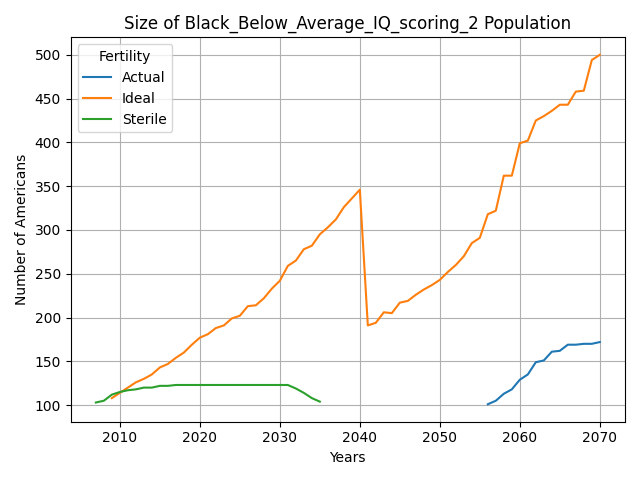 Size of Black_Below_Average_IQ_scoring_2 Population
Fertility
Actual
Ideal
Sterile
Number of Americans
500
450
400
350
300
250
200
150
100
2010 2020 2030 2040 2050 2060 2070
Years